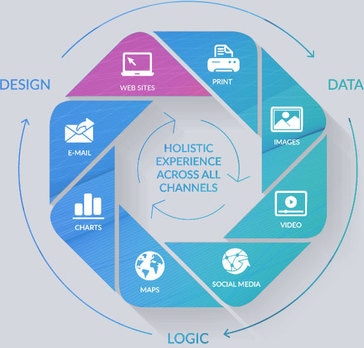 WEB SITES
PRINT
DESIGN
DATA
E-MAIL
IMAGES
HOLISTIC
EXPERIENCE
ACROSS ALL
CHANNELS
CHARTS
VIDEO
MAPS
SOCIAL MEDIA
LOGIC